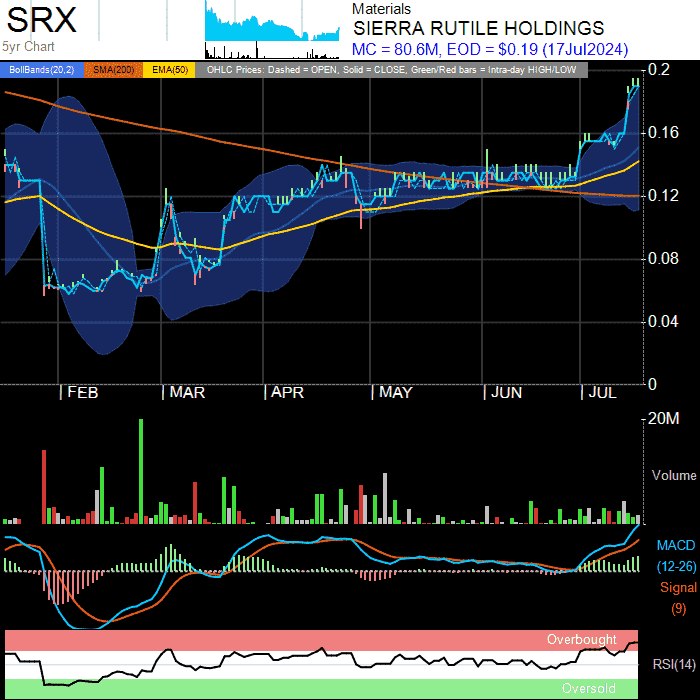 SRX
5yr Chart
Materials
SIERRA RUTILE HOLDINGS
MC = 80.6M, EOD = $0.19 (17Jul2024)
BollBands(20,2) SMA(200) EMA(50) OHLC Prices: Dashed = OPEN, Solid = CLOSE, Green/Red bars = Intra-day HIGH/LOW
0.2
0.16
0.12
0.08
0.04
0
FEB MAR APR MAY JUN JUL
20M
Volume
MACD
(12-26)
Signal
(9)
Overbought
RSI(14)
Oversold